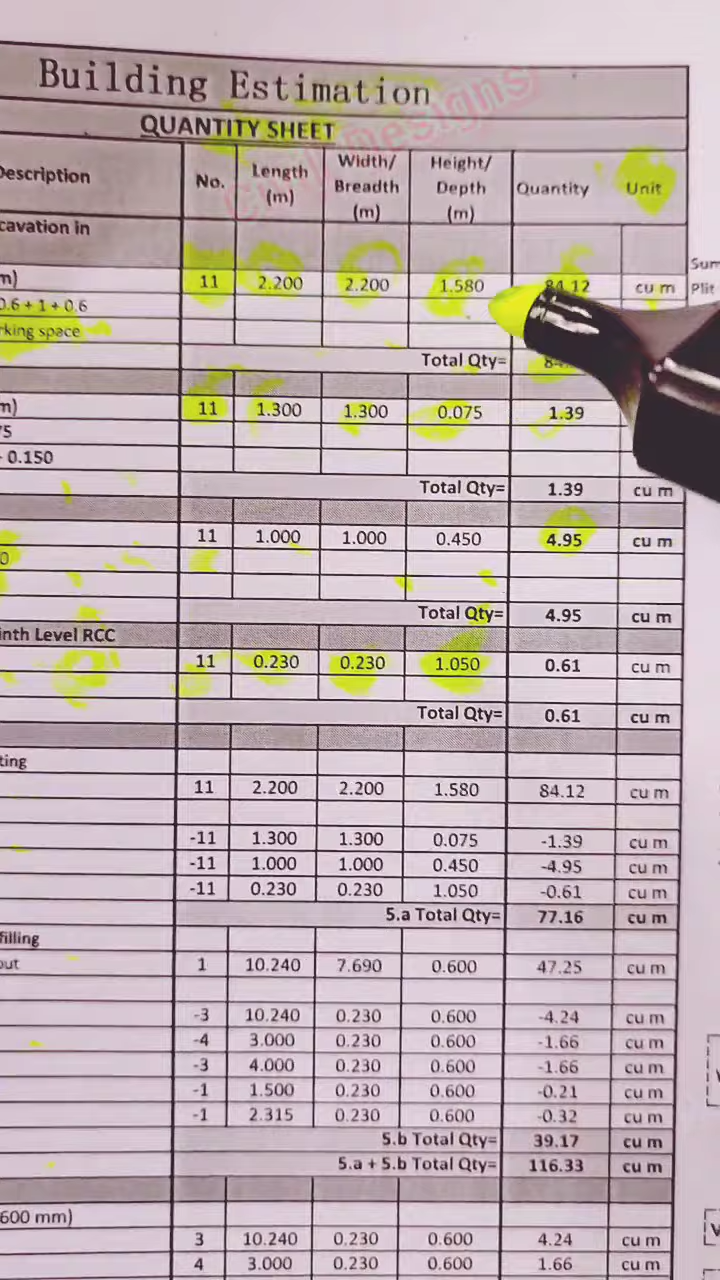 Building Estimation
QUANTITY SHEET
Description No. Length (m) Width/ Breadth (m) Height/ Depth (m) Quantity Unit
cavation in
Sum
m) 11 2.200 2.200 1.580 84.12 cu m Plit
0.6 + 1 + 0.6
rking space
Total Qty=
m) 11 1.300 1.300 0.075 1.39
75
- 0.150
Total Qty= 1.39 cu m
11 1.000 1.000 0.450 4.95 cu m
0
Total Qty= 4.95 cu m
inth Level RCC
11 0.230 0.230 1.050 0.61 cu m
Total Qty= 0.61 cu m
ting
11 2.200 2.200 1.580 84.12 cu m
-11 1.300 1.300 0.075 -1.39 cu m
-11 1.000 1.000 0.450 -4.95 cu m
-11 0.230 0.230 1.050 -0.61 cu m
5.a Total Qty= 77.16 cu m
filling
out 1 10.240 7.690 0.600 47.25 cu m
-3 10.240 0.230 0.600 -4.24 cu m
-4 3.000 0.230 0.600 -1.66 cu m
-3 4.000 0.230 0.600 -1.66 cu m
-1 1.500 0.230 0.600 -0.21 cu m
-1 2.315 0.230 0.600 -0.32 cu m
5.b Total Qty= 39.17 cu m
5.a + 5.b Total Qty= 116.33 cu m
600 mm)
3 10.240 0.230 0.600 4.24 cu m
4 3.000 0.230 0.600 1.66 cu m